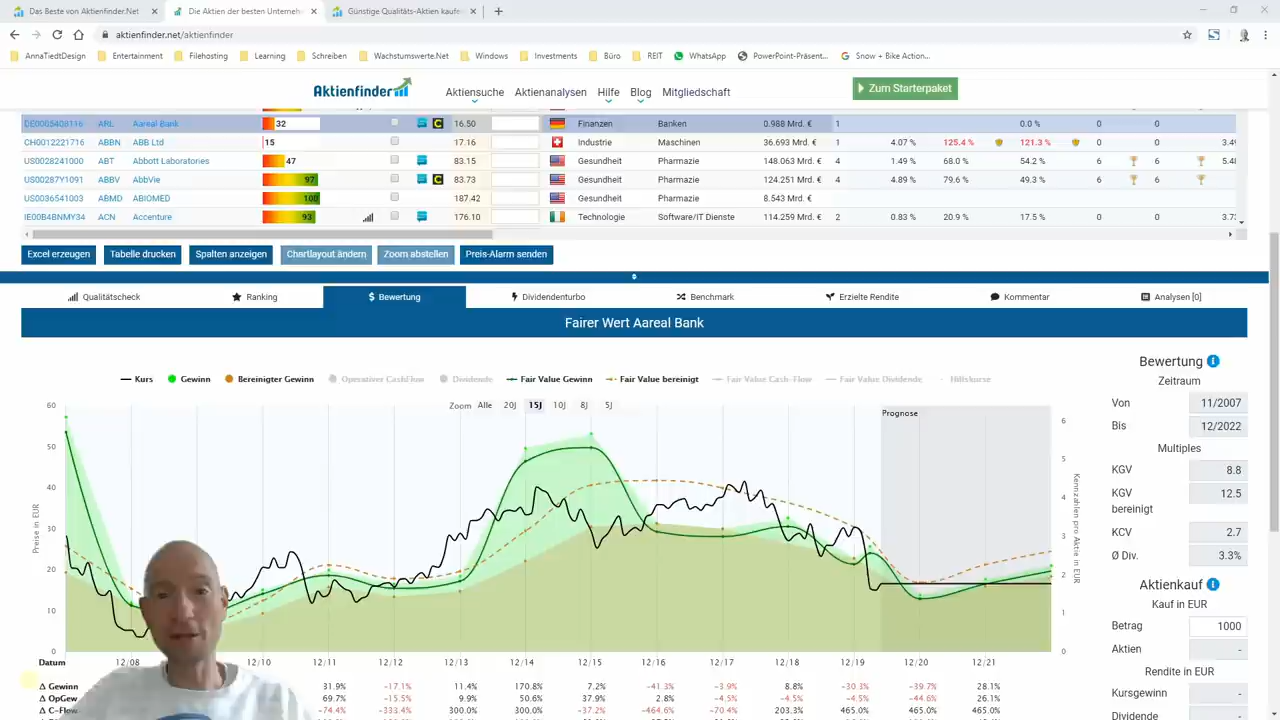 Das Beste von Aktienfinder.Net
Die Aktien der besten Unterneh
Günstige Qualitäts-Aktien kaufe
aktienfinder.net/aktienfinder
AnnaTiedtDesign Entertainment Filehosting Learning Schreiben Wachstumswerte.Net Windows Investments Büro REIT WhatsApp PowerPoint-Präsent... Snow + Bike Action...
Aktienfinder
Aktiensuche Aktienanalysen Hilfe Blog Mitgliedschaft
Zum Starterpaket
DE0005408116 ARL Aareal Bank 32 C 16.50 Finanzen Banken 0.988 Mrd. € 1 0.0 % 0 0
CH0012221716 ABBN ABB Ltd 15 17.16 Industrie Maschinen 36.693 Mrd. € 1 4.07 % 125.4 % 121.3 % 0 0 3.4
US0028241000 ABT Abbott Laboratories 47 83.15 Gesundheit Pharmazie 148.063 Mrd. € 4 1.49 % 68.0 % 54.2 % 6 6 5.4
US00287Y1091 ABBV AbbVie 97 C 83.73 Gesundheit Pharmazie 124.251 Mrd. € 4 4.89 % 79.6 % 49.3 % 6 6
US0036541003 ABMD ABIOMED 100 187.42 Gesundheit Pharmazie 8.543 Mrd. € 0 0
IE00B4BNMY34 ACN Accenture 93 176.10 Technologie Software/IT Dienste 114.259 Mrd. € 2 0.83 % 20.9 % 17.5 % 0 0 3.7
Excel erzeugen Tabelle drucken Spalten anzeigen Chartlayout ändern Zoom abstellen Preis-Alarm senden
Qualitätscheck Ranking Bewertung Dividendenturbo Benchmark Erzielte Rendite Kommentar Analysen [0]
Fairer Wert Aareal Bank
Kurs Gewinn Bereinigter Gewinn Operativer CashFlow Dividende Fair Value Gewinn Fair Value bereinigt Fair Value Cash-Flow Fair Value Dividende Hilfskurse
Zoom Alle 20J 15J 10J 8J 5J
Prognose
60
50
40
30
20
10
0
Preise in EUR
6
5
4
3
2
1
0
Kennzahlen pro Aktie in EUR
Datum 12/08 12/10 12/11 12/12 12/13 12/14 12/15 12/16 12/17 12/18 12/19 12/20 12/21
Δ Gewinn 31.9% -17.1% 11.4% 170.8% 7.2% -41.3% -3.9% 8.8% -30.3% -39.7% 28.1%
Δ OpGew 69.7% -15.5% 9.9% 50.6% 37.9% 2.8% -4.5% -4.5% -4.5% -44.6% 26.1%
Δ C-Flow -74.4% -333.4% 300.0% 300.0% -37.2% -464.6% -70.4% 203.3% 465.0% 465.0% 465.0%
Bewertung
Zeitraum
Von 11/2007
Bis 12/2022
Multiples
KGV 8.8
KGV bereinigt 12.5
KCV 2.7
Ø Div. 3.3%
Aktienkauf
Kauf in EUR
Betrag 1000
Aktien -
Rendite in EUR
Kursgewinn -
Dividende -